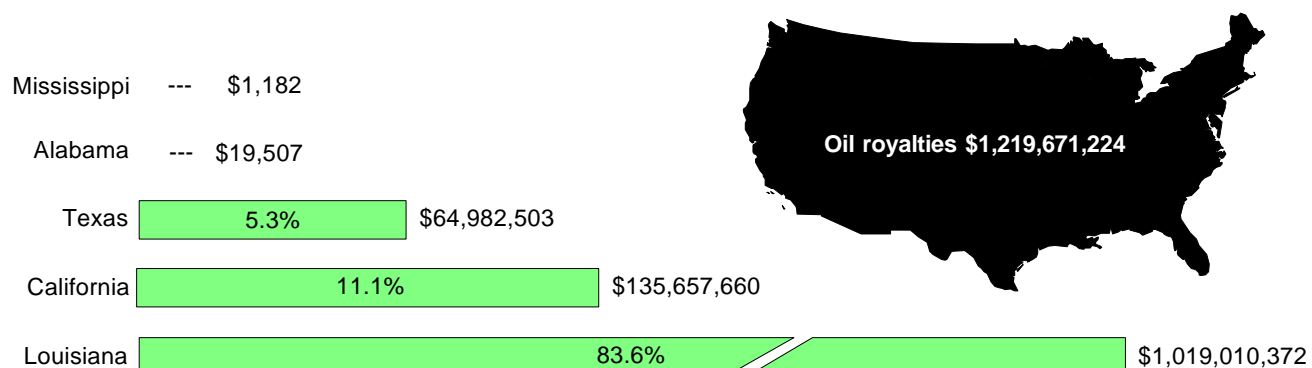 Mississippi --- $1,182
Oil royalties $1,219,671,224
Alabama --- $19,507
Texas 5.3% $64,982,503
California 11.1% $135,657,660
Louisiana 83.6% $1,019,010,372